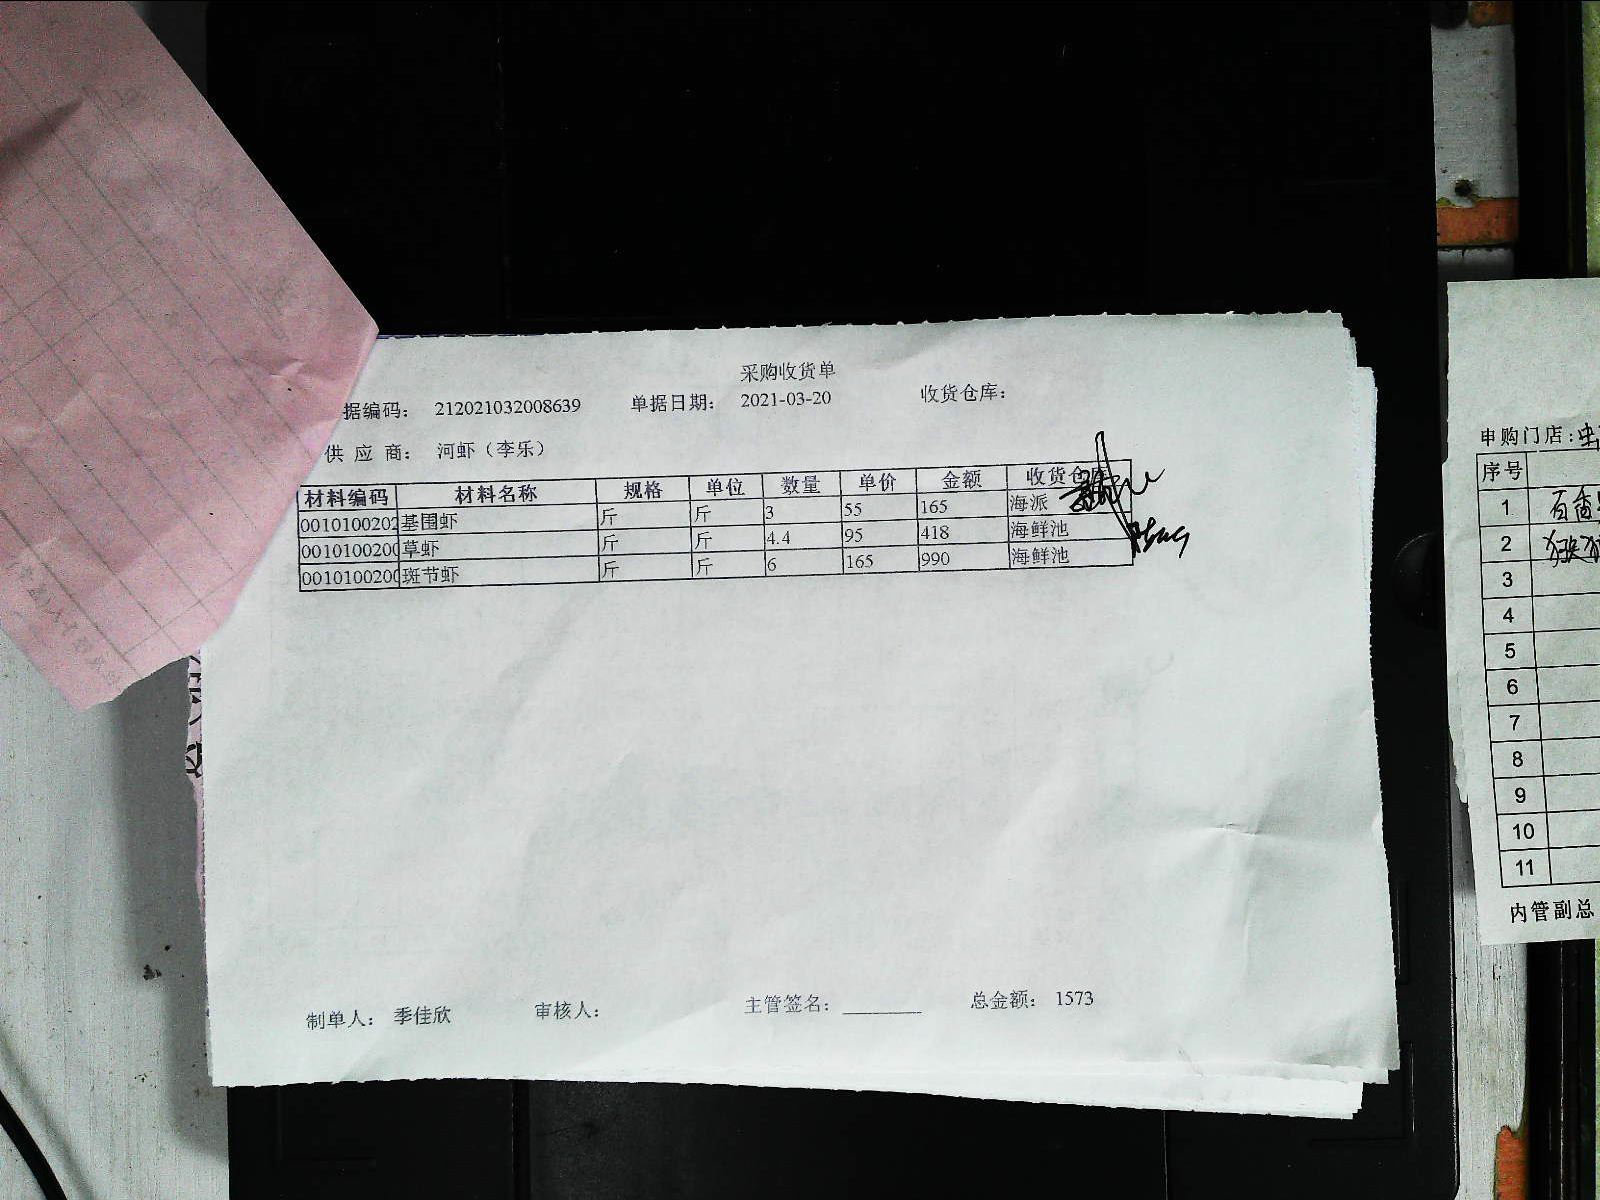 采购收货单
据编码： 212021032008639 单据日期： 2021-03-20 收货仓库：
供 应 商： 河虾（李乐）
材料编码 材料名称 规格 单位 数量 单价 金额 收货仓库
0010100202 基围虾 斤 斤 3 55 165 海派
0010100200 草虾 斤 斤 4.4 95 418 海鲜池
0010100200 斑节虾 斤 斤 6 165 990 海鲜池
制单人： 季佳欣 审核人： 主管签名： 总金额： 1573
申购门店：
序号
1 百香
2
3
4
5
6
7
8
9
10
11
内管副总